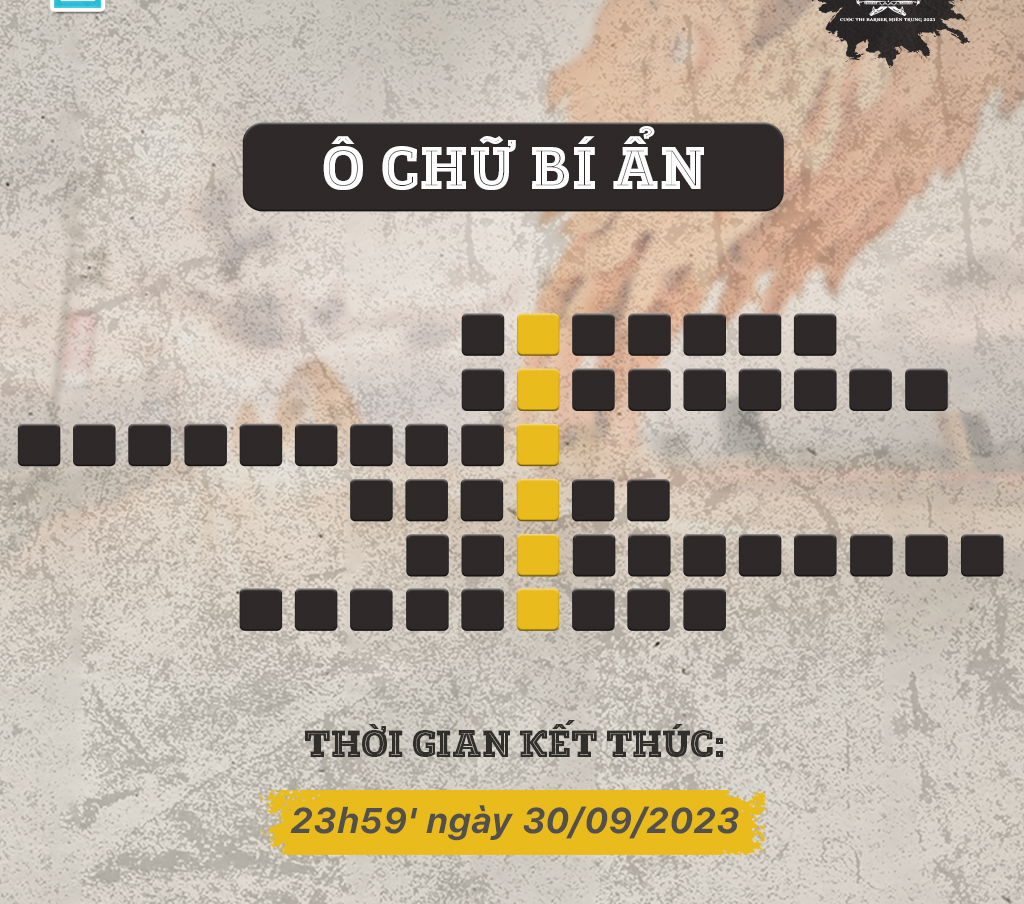 CUỘC THI BARBER MIỀN TRUNG 2023
Ô CHỮ BÍ ẨN
THỜI GIAN KẾT THÚC:
23h59' ngày 30/09/2023